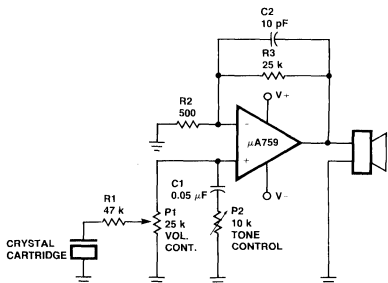 C2
10 pF
R3
25 k
V+
R2
500
−
μA759
+
C1
0.05 μF
V−
R1
47 k
P1
25 k
VOL.
CONT.
P2
10 k
TONE
CONTROL
CRYSTAL
CARTRIDGE